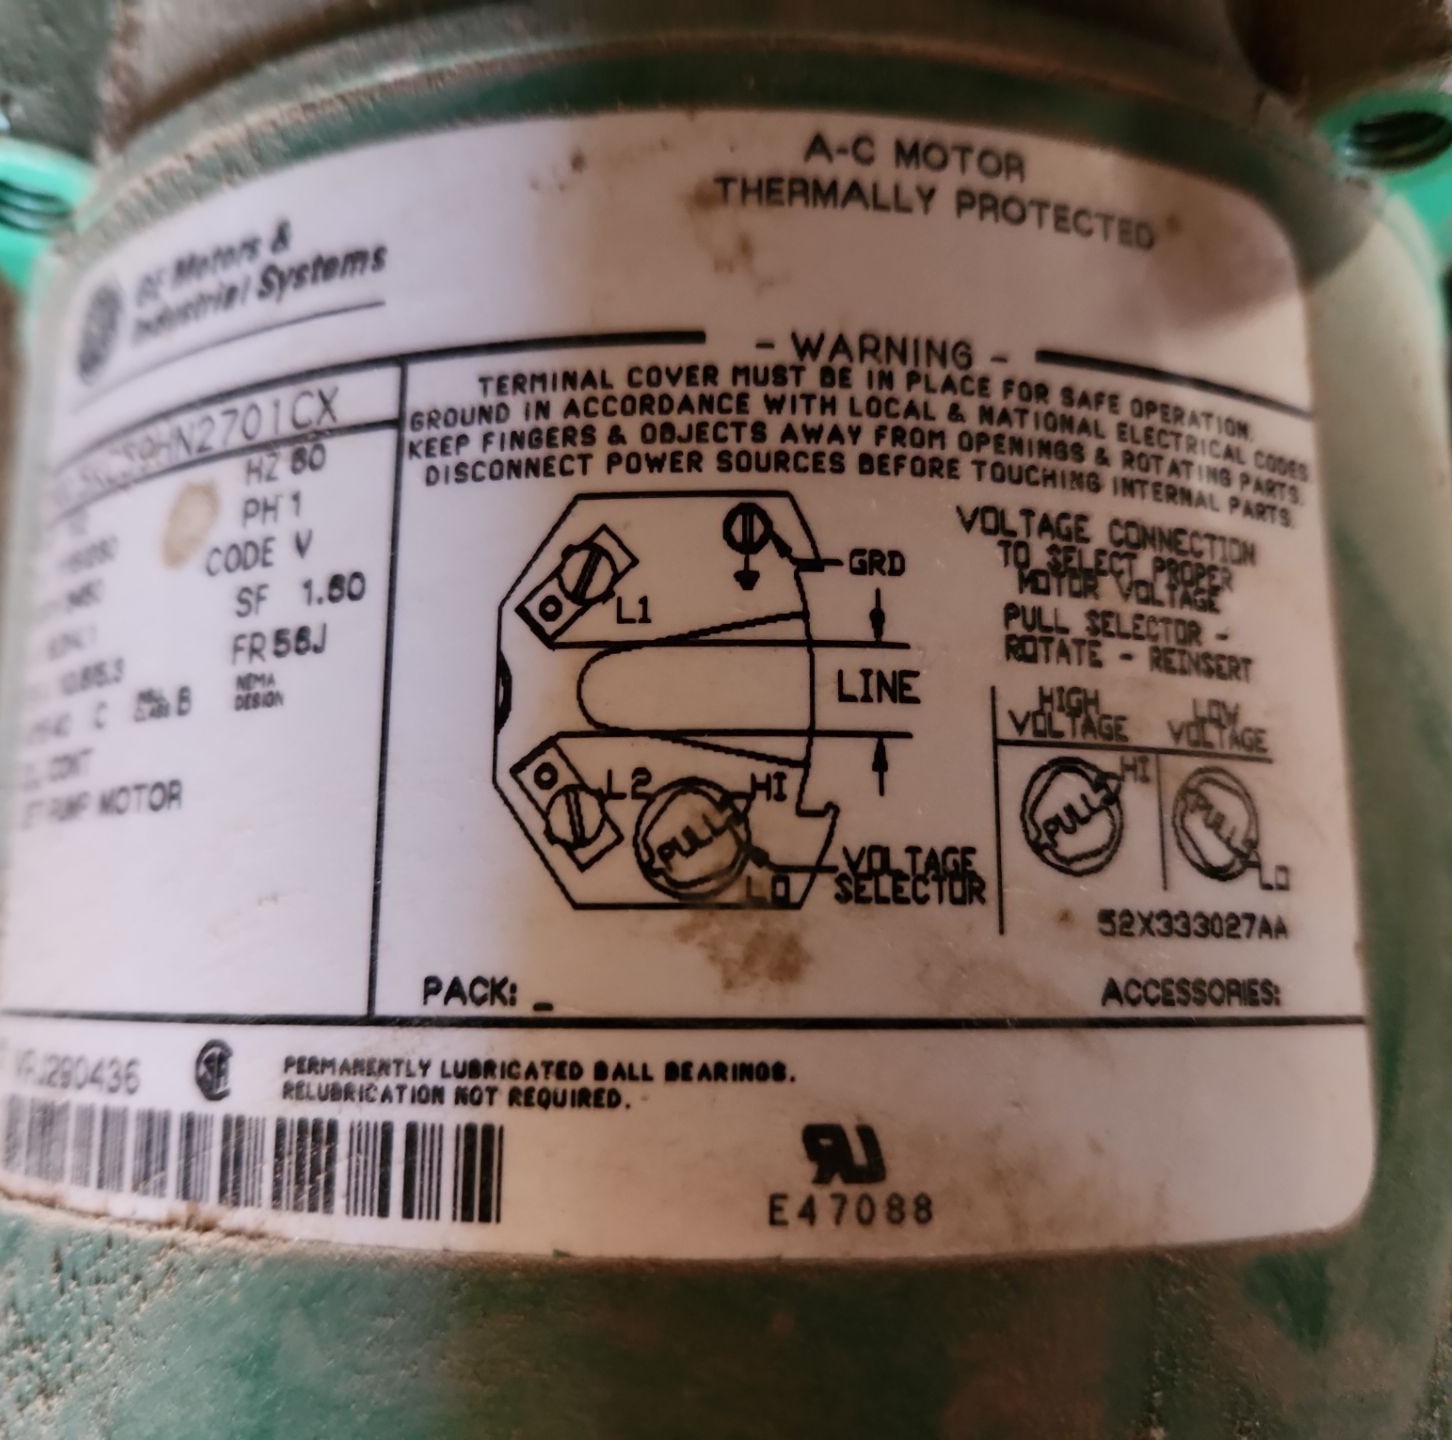 A-C MOTOR
THERMALLY PROTECTED
GE Motors &
Industrial Systems
- WARNING -
TERMINAL COVER MUST BE IN PLACE FOR SAFE OPERATION.
GROUND IN ACCORDANCE WITH LOCAL & NATIONAL ELECTRICAL CODES
KEEP FINGERS & OBJECTS AWAY FROM OPENINGS & ROTATING PARTS.
DISCONNECT POWER SOURCES BEFORE TOUCHING INTERNAL PARTS.
HZ 60
PH 1
CODE V
SF 1.60
FR 56J
NEMA
DESIGN
B
C
CONT
PUMP MOTOR
L1
GRD
LINE
L2
HI
PULL
LO
VOLTAGE
SELECTOR
VOLTAGE CONNECTION
TO SELECT PROPER
MOTOR VOLTAGE
PULL SELECTOR -
ROTATE - REINSERT
HIGH
VOLTAGE
LOW
VOLTAGE
PULL
HI
PULL
LO
52X333027AA
PACK: _
ACCESSORIES:
PERMANENTLY LUBRICATED BALL BEARINGS.
RELUBRICATION NOT REQUIRED.
E47088